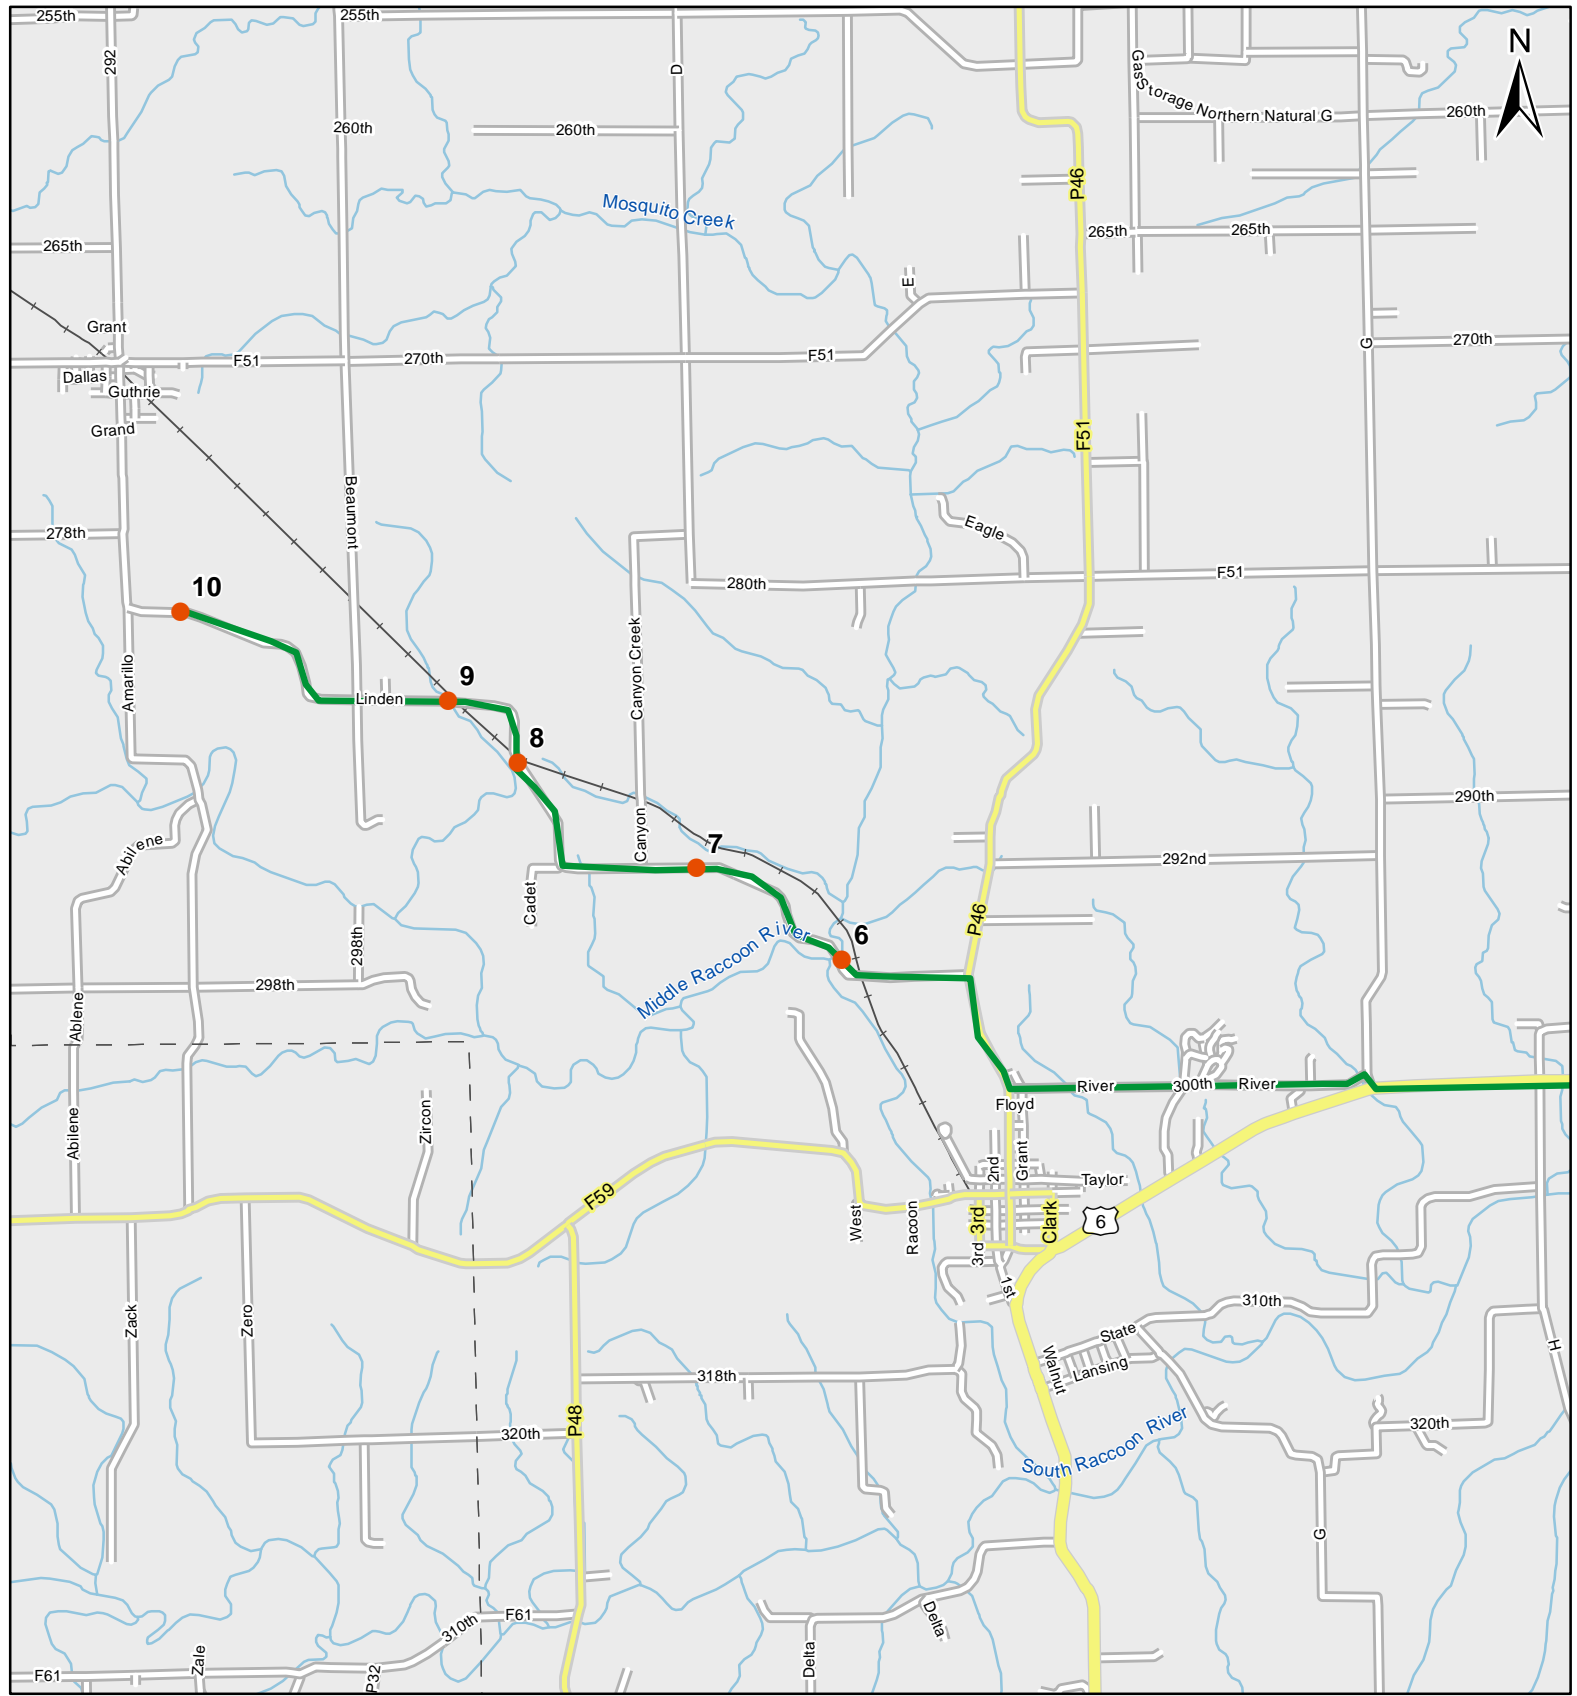 255th
255th
292
D
N
GasStorage Northern Natural G
260th
260th
260th
P46
Mosquito Creek
265th
265th
265th
E
Grant
F51
270th
F51
G
270th
Dallas
Guthrie
Grand
F51
Beaumont
278th
Eagle
280th
F51
10
Amarillo
Canyon Creek
9
Linden
8
290th
Canyon
7
Abilene
292nd
Cadet
P46
298th
Middle Raccoon River
6
298th
Ablene
River
300th
River
Floyd
Abilene
Zircon
2nd
Grant
Taylor
F59
West
Racoon
3rd
Clark
6
3rd
1st
310th
Zack
Zero
State
H
Walnut
Lansing
318th
P48
320th
320th
South Raccoon River
G
310th
F61
Delta
F61
Zale
P32
Delta